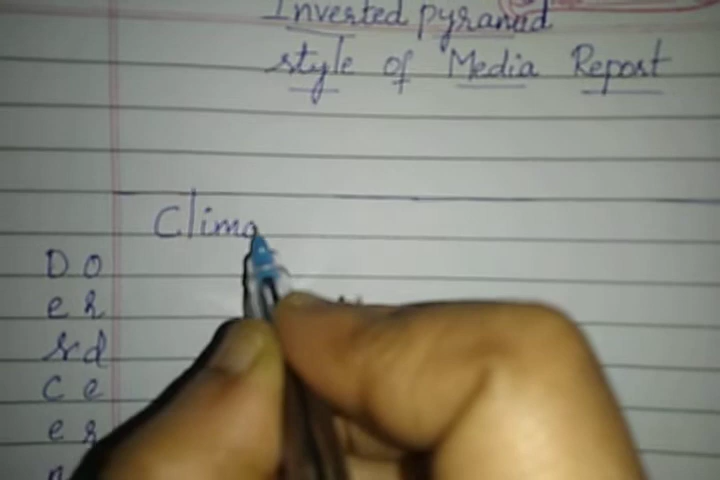 Inverted pyramid
style of Media Report
Clima
D O
e r
s d
c e
e r
n